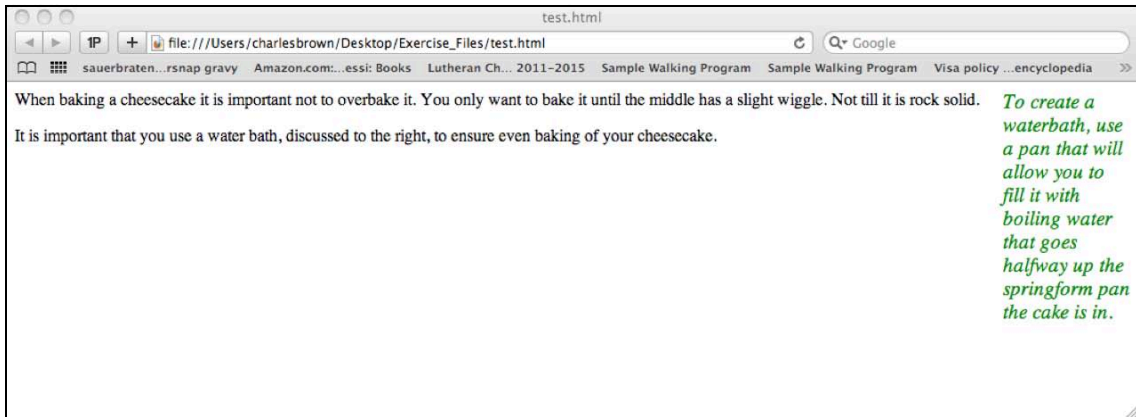 test.html
1P + file:///Users/charlesbrown/Desktop/Exercise_Files/test.html Google
sauerbraten...rsnap gravy Amazon.com:...essi: Books Lutheran Ch... 2011–2015 Sample Walking Program Sample Walking Program Visa policy ...encyclopedia >>
When baking a cheesecake it is important not to overbake it. You only want to bake it until the middle has a slight wiggle. Not till it is rock solid.
It is important that you use a water bath, discussed to the right, to ensure even baking of your cheesecake.
To create a
waterbath, use
a pan that will
allow you to
fill it with
boiling water
that goes
halfway up the
springform pan
the cake is in.